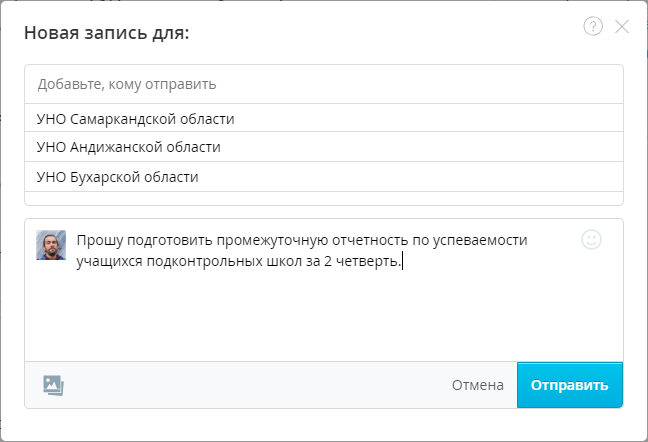 Новая запись для:
?
Добавьте, кому отправить
УНО Самаркандской области
УНО Андижанской области
УНО Бухарской области
Прошу подготовить промежуточную отчетность по успеваемости
учащихся подконтрольных школ за 2 четверть.
Отмена Отправить